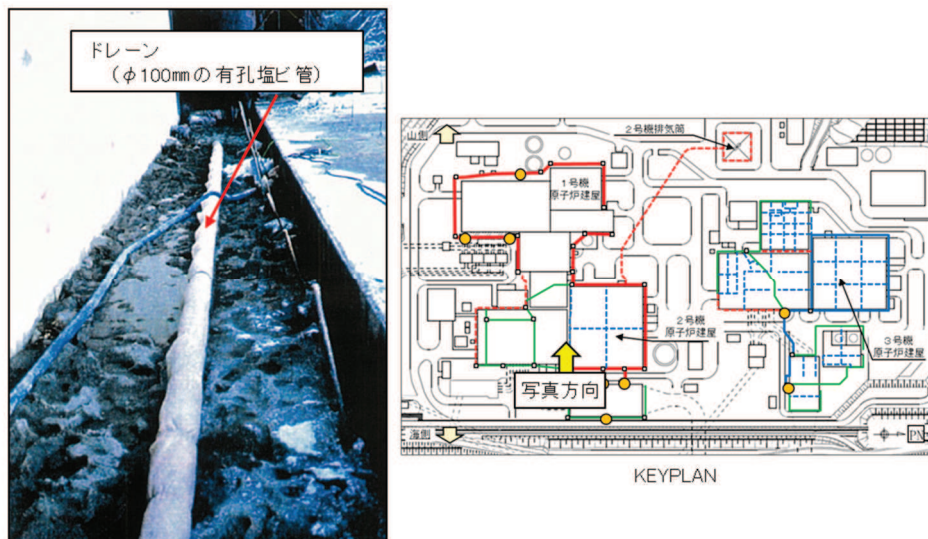 ドレーン
（φ100㎜の有孔塩ビ管）
山側
2号機排気筒
1号機
原子炉建屋
2号機
原子炉建屋
3号機
原子炉建屋
写真方向
海側
PN
KEYPLAN